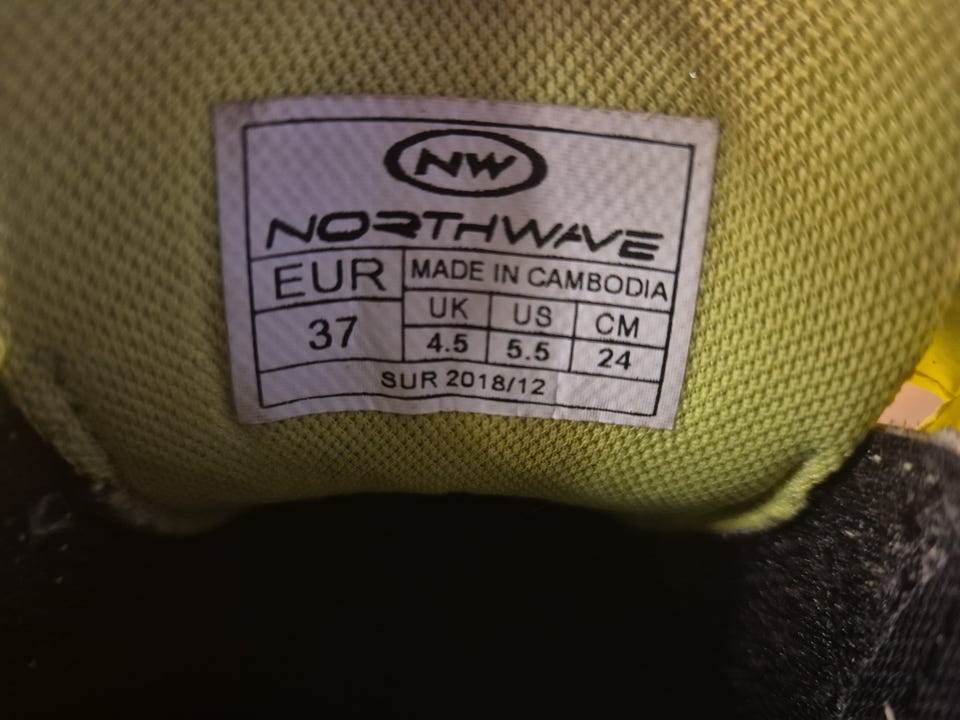 NW
NORTHWAVE
EUR MADE IN CAMBODIA
37 UK US CM
4.5 5.5 24
SUR 2018/12